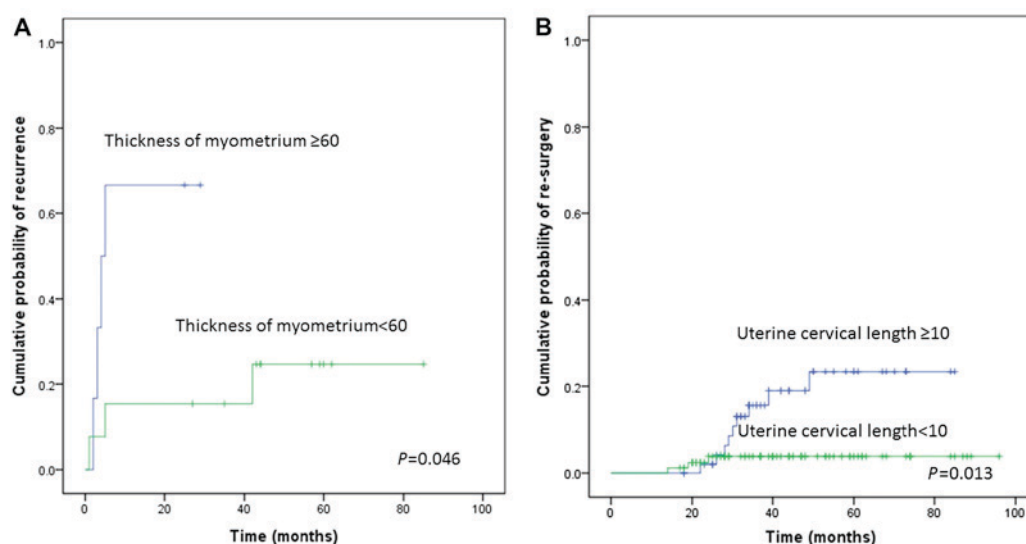 A
Cumulative probability of recurrence
1.0
0.8
0.6
0.4
0.2
0.0
Thickness of myometrium ≥60
Thickness of myometrium<60
P=0.046
0 20 40 60 80 100
Time (months)
B
Cumulative probability of re-surgery
1.0
0.8
0.6
0.4
0.2
0.0
Uterine cervical length ≥10
Uterine cervical length<10
P=0.013
0 20 40 60 80 100
Time (months)